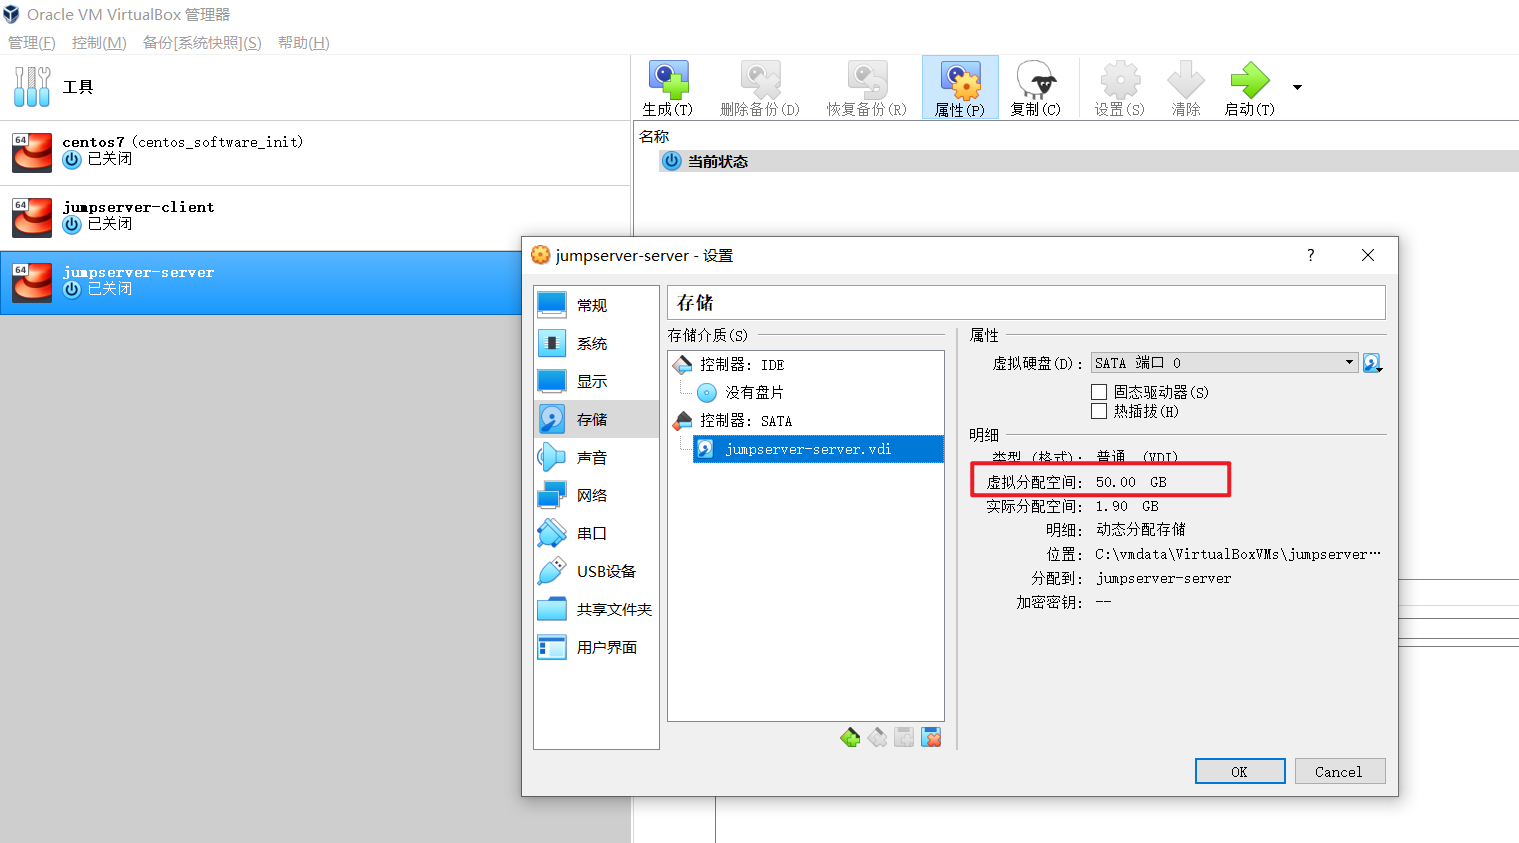 Oracle VM VirtualBox 管理器
管理(F) 控制(M) 备份[系统快照](S) 帮助(H)
工具
生成(T) 删除备份(D) 恢复备份(R) 属性(P) 复制(C) 设置(S) 清除 启动(T)
名称
当前状态
64 centos7 (centos_software_init)
已关闭
64 jumpserver-client
已关闭
64 jumpserver-server
已关闭
jumpserver-server - 设置 ?
常规
系统
显示
存储
声音
网络
串口
USB设备
共享文件夹
用户界面
存储
存储介质(S)
控制器: IDE
没有盘片
控制器: SATA
jumpserver-server.vdi
属性
虚拟硬盘(D): SATA 端口 0
固态驱动器(S)
热插拔(H)
明细
类型 (格式): 普通 (VDI)
虚拟分配空间: 50.00 GB
实际分配空间: 1.90 GB
明细: 动态分配存储
位置: C:\vmdata\VirtualBoxVMs\jumpserver…
分配到: jumpserver-server
加密密钥: --
OK Cancel